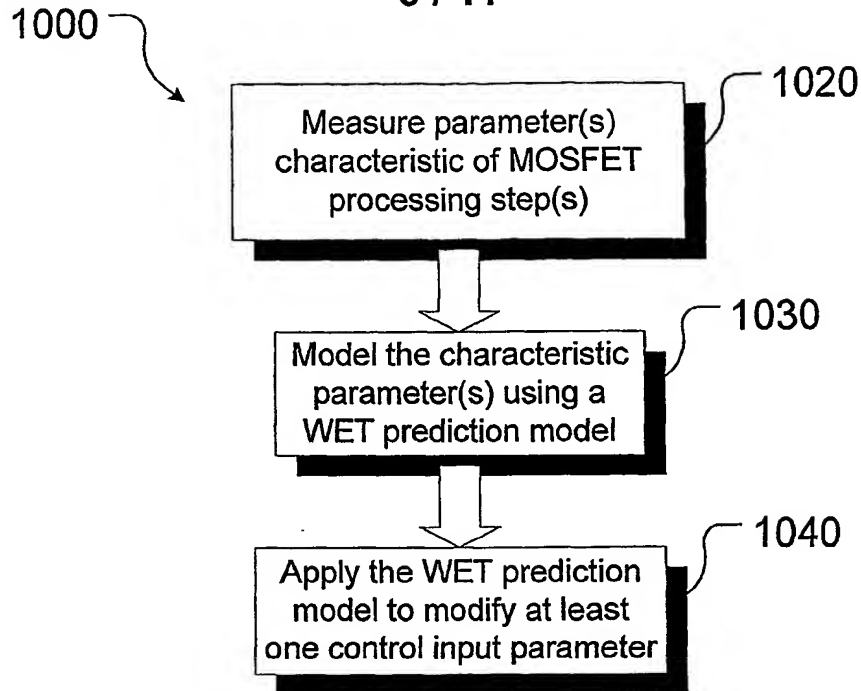 1000
1020
Measure parameter(s)
characteristic of MOSFET
processing step(s)
1030
Model the characteristic
parameter(s) using a
WET prediction model
1040
Apply the WET prediction
model to modify at least
one control input parameter